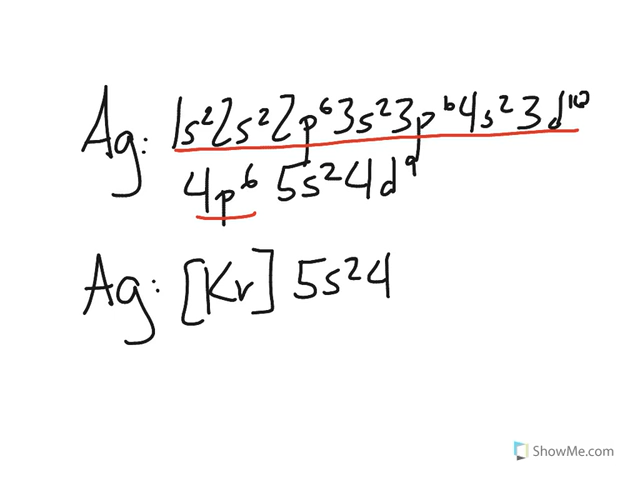 Ag: 1s²2s²2p⁶3s²3p⁶4s²3d¹⁰
4p⁶ 5s²4d⁹
Ag: [Kr] 5s²4
ShowMe.com